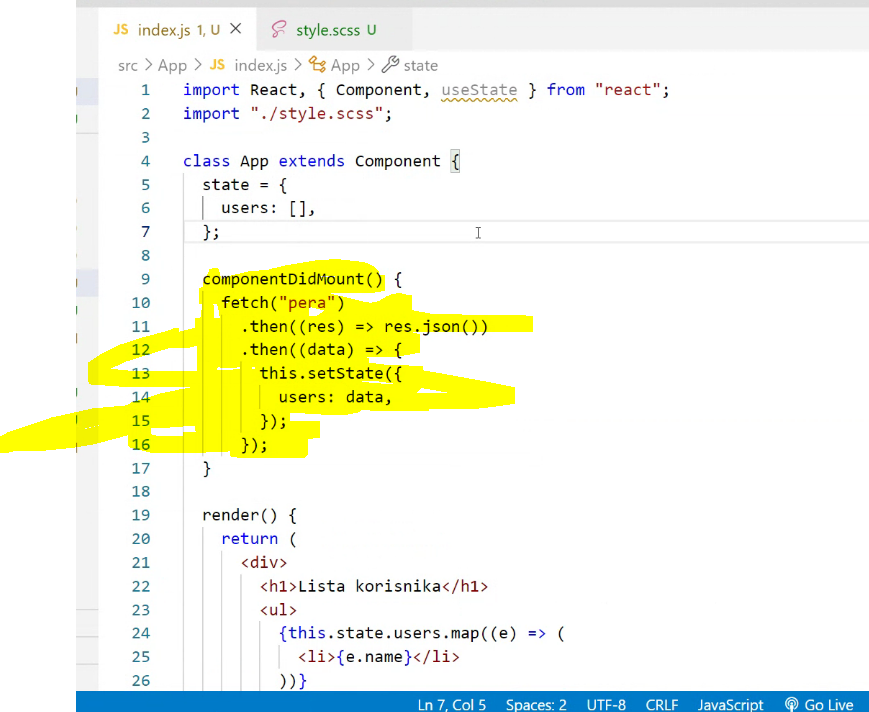 JS index.js 1, U × style.scss U
src > App > JS index.js > App > state
1 import React, { Component, useState } from "react";
2 import "./style.scss";
3
4 class App extends Component {
5 state = {
6 users: [],
7 };
8
9 componentDidMount() {
10 fetch("pera")
11 .then((res) => res.json())
12 .then((data) => {
13 this.setState({
14 users: data,
15 });
16 });
17 }
18
19 render() {
20 return (
21 <div>
22 <h1>Lista korisnika</h1>
23 <ul>
24 {this.state.users.map((e) => (
25 <li>{e.name}</li>
26 ))}
Ln 7, Col 5 Spaces: 2 UTF-8 CRLF JavaScript Go Live